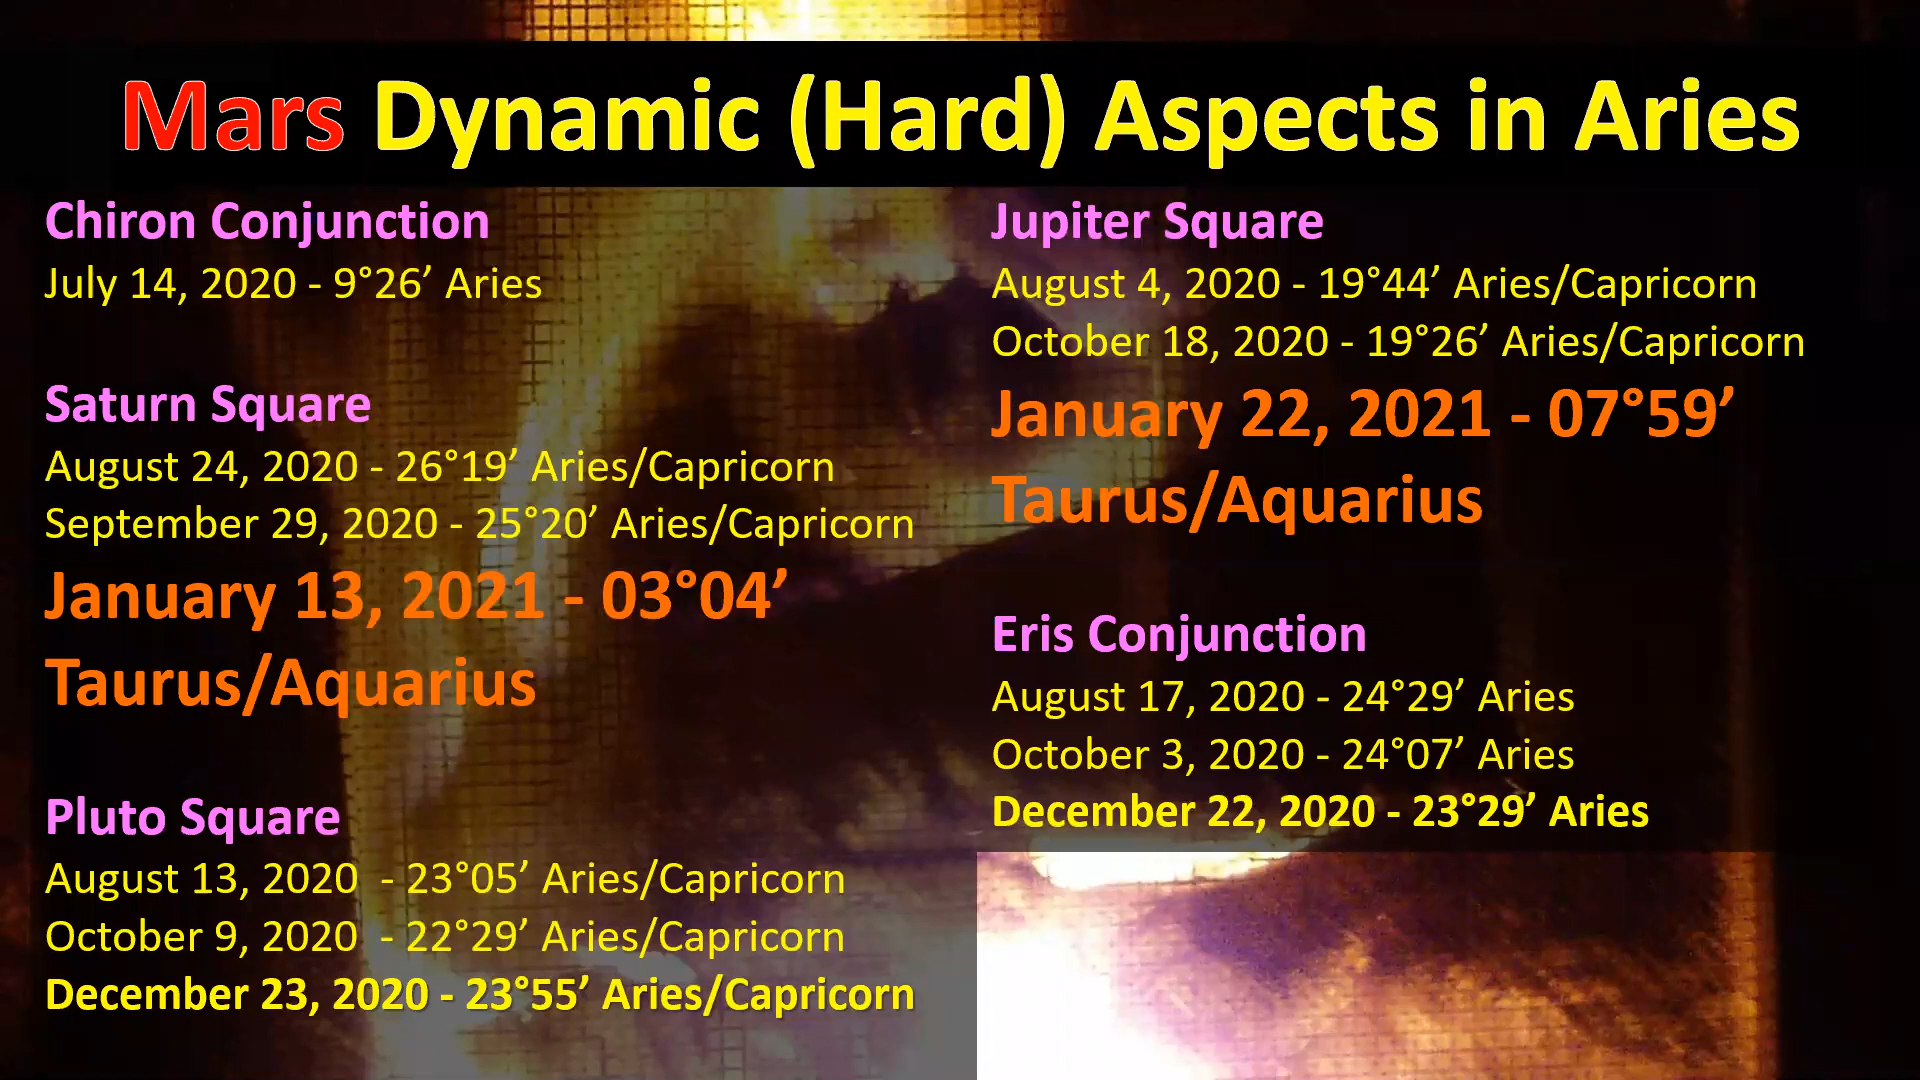 Mars Dynamic (Hard) Aspects in Aries
Chiron Conjunction
July 14, 2020 - 9°26’ Aries
Saturn Square
August 24, 2020 - 26°19’ Aries/Capricorn
September 29, 2020 - 25°20’ Aries/Capricorn
January 13, 2021 - 03°04’
Taurus/Aquarius
Pluto Square
August 13, 2020  - 23°05’ Aries/Capricorn
October 9, 2020  - 22°29’ Aries/Capricorn
December 23, 2020 - 23°55’ Aries/Capricorn
Jupiter Square
August 4, 2020 - 19°44’ Aries/Capricorn
October 18, 2020 - 19°26’ Aries/Capricorn
January 22, 2021 - 07°59’
Taurus/Aquarius
Eris Conjunction
August 17, 2020 - 24°29’ Aries
October 3, 2020 - 24°07’ Aries
December 22, 2020 - 23°29’ Aries